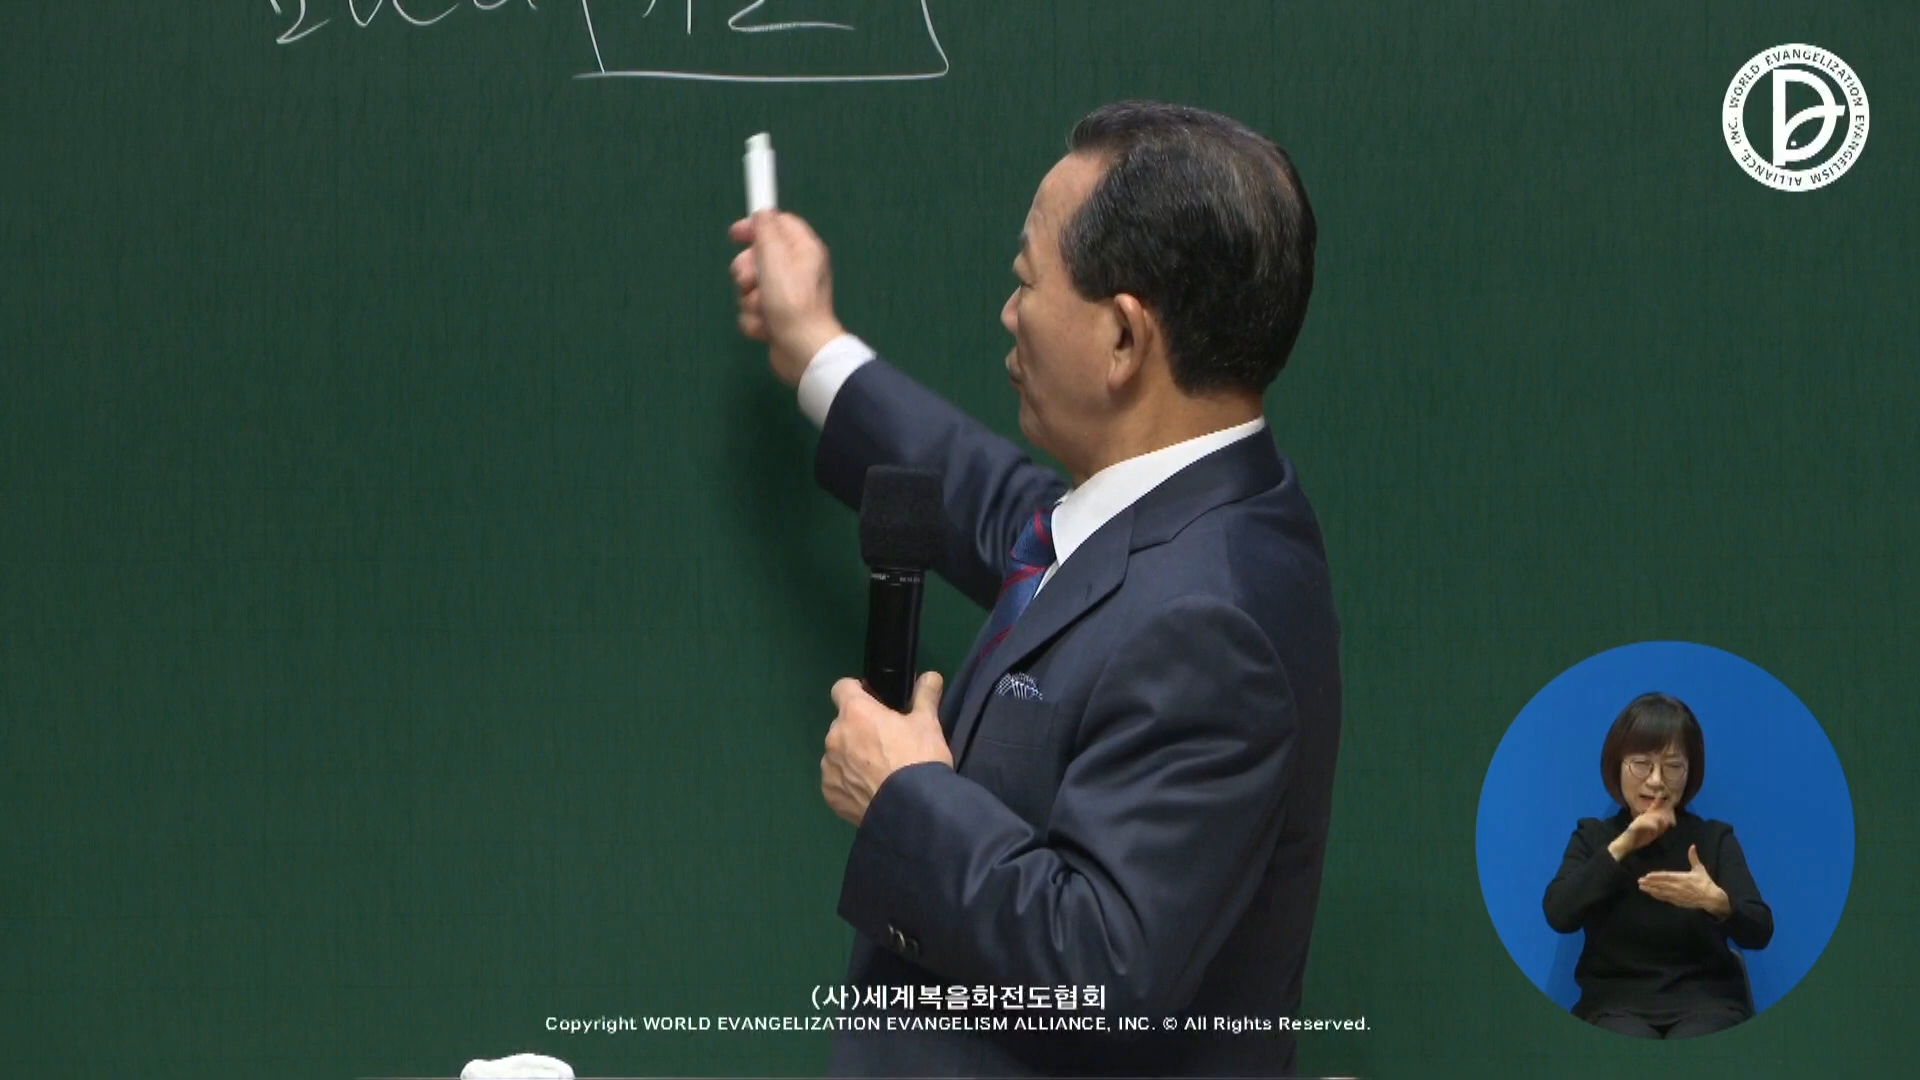 WORLD EVANGELIZATION EVANGELISM ALLIANCE, INC.
(사)세계복음화전도협회
Copyright WORLD EVANGELIZATION EVANGELISM ALLIANCE, INC. © All Rights Reserved.